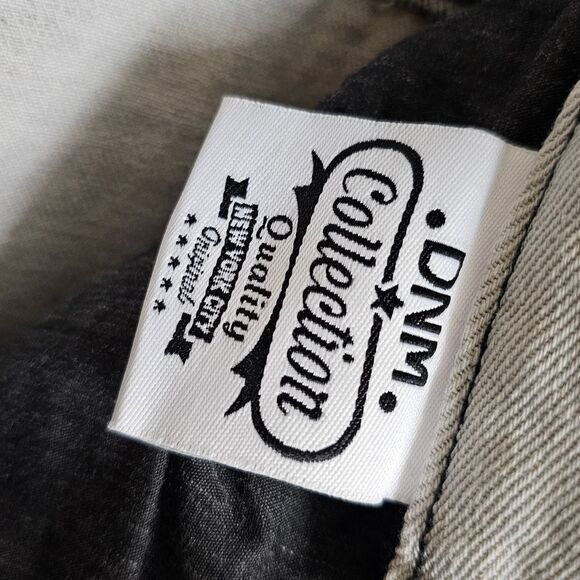 • DNM •
Collection
Quality
NEW YORK CITY
Original